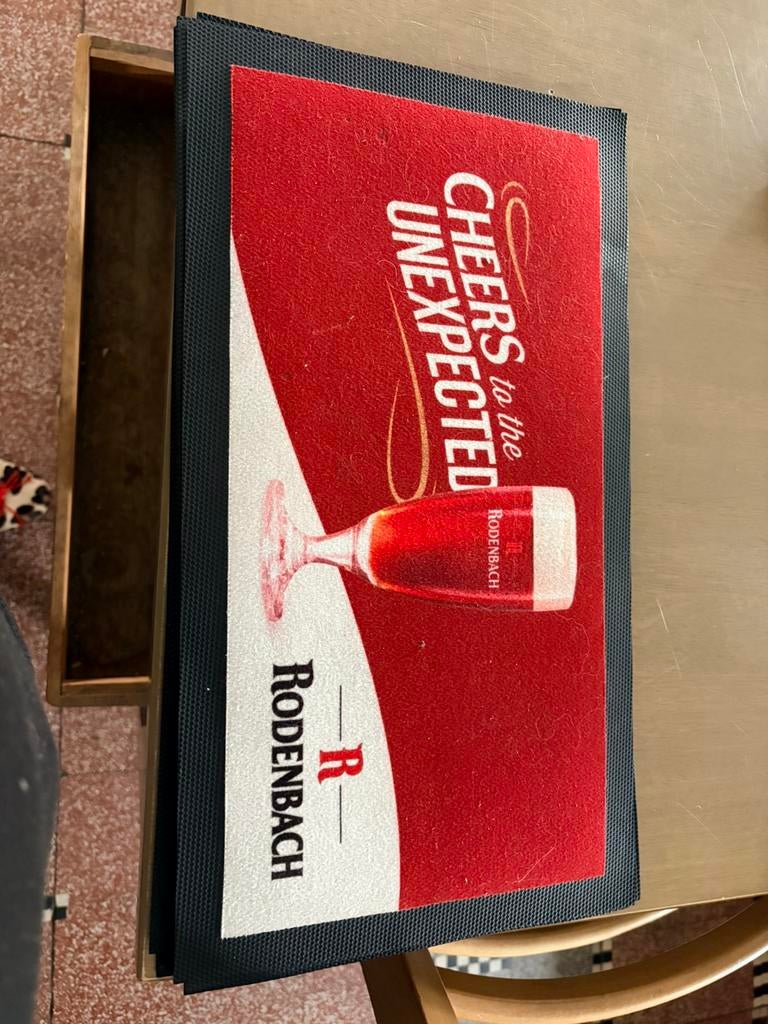 CHEERS to the
UNEXPECTED
R
RODENBACH
R
RODENBACH